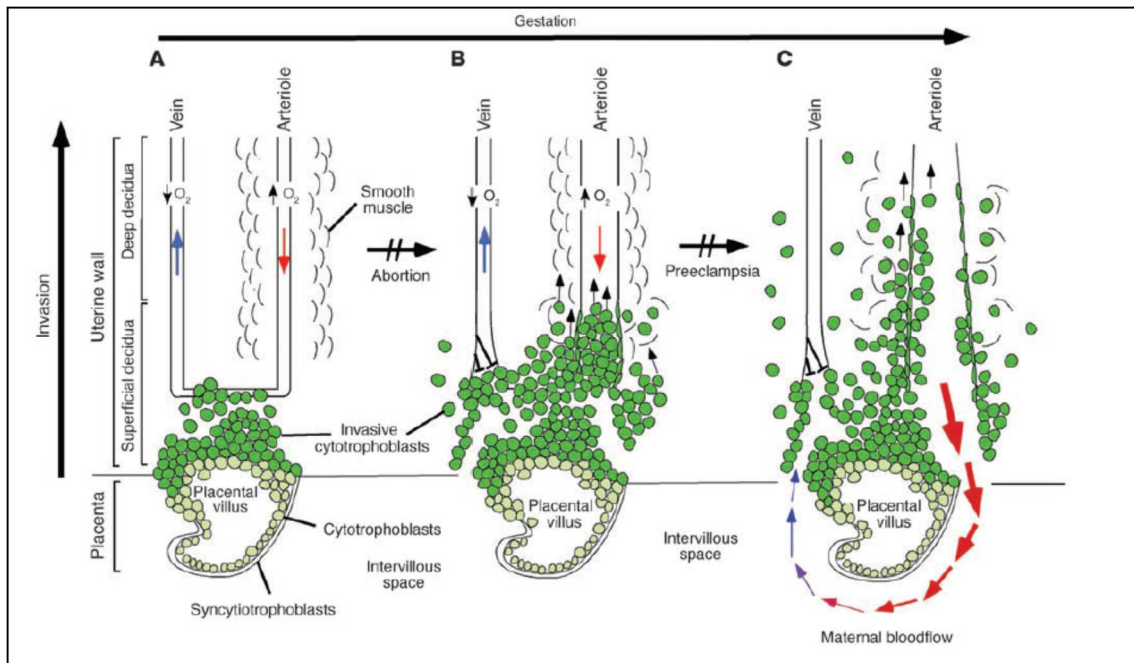 Gestation
A
B
C
Vein
Arteriole
Vein
Arteriole
Vein
Arteriole
Invasion
Uterine wall
Deep decidua
Superficial decidua
Placenta
O2
O2
Smooth
muscle
Abortion
O2
O2
Preeclampsia
Invasive
cytotrophoblasts
Placental
villus
Cytotrophoblasts
Intervillous
space
Syncytiotrophoblasts
Placental
villus
Intervillous
space
Placental
villus
Maternal bloodflow